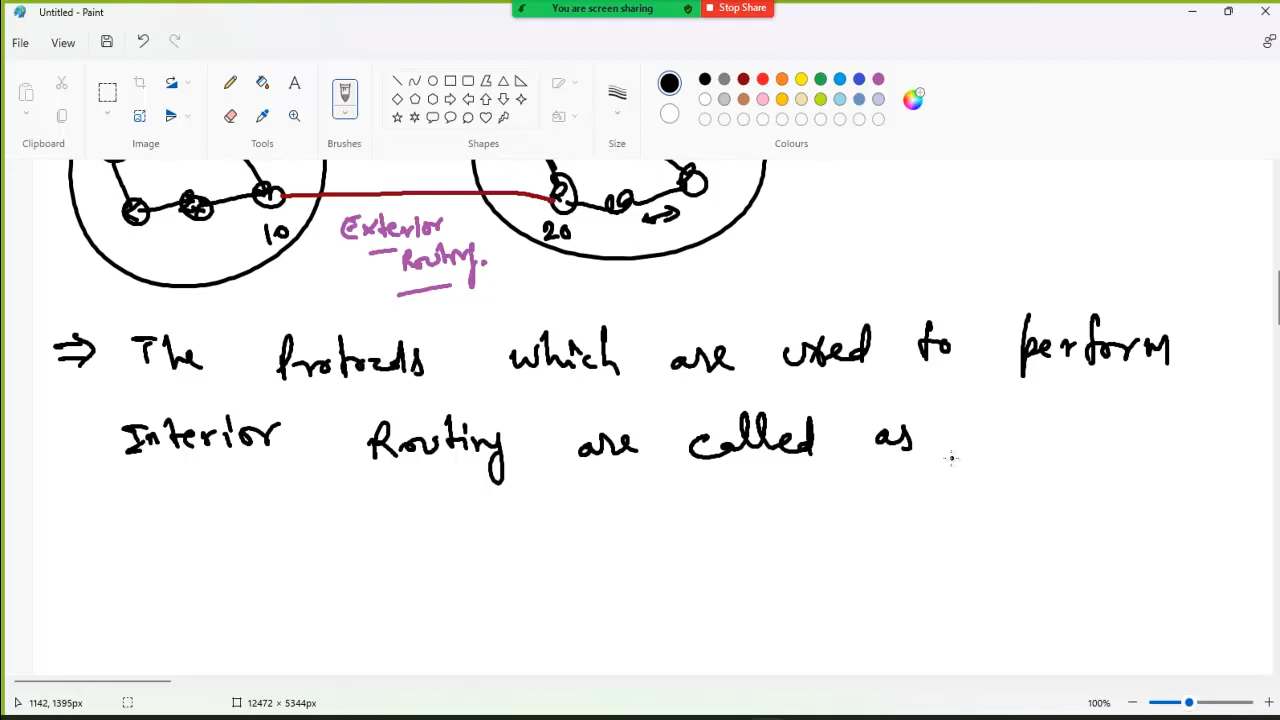 Untitled - Paint
You are screen sharing
Stop Share
File
View
Clipboard
Image
Tools
Brushes
Shapes
Size
Colours
10
Exterior
Routing.
20
⇒ The Protocols which are used to perform
Interior Routing are called as
1142, 1395px
12472 × 5344px
100%